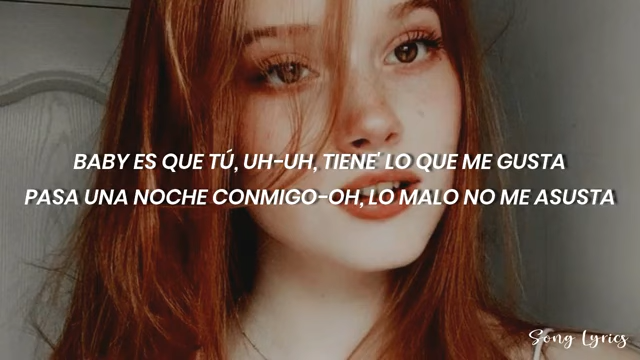 BABY ES QUE TÚ, UH-UH, TIENE' LO QUE ME GUSTA
PASA UNA NOCHE CONMIGO-OH, LO MALO NO ME ASUSTA
Song Lyrics